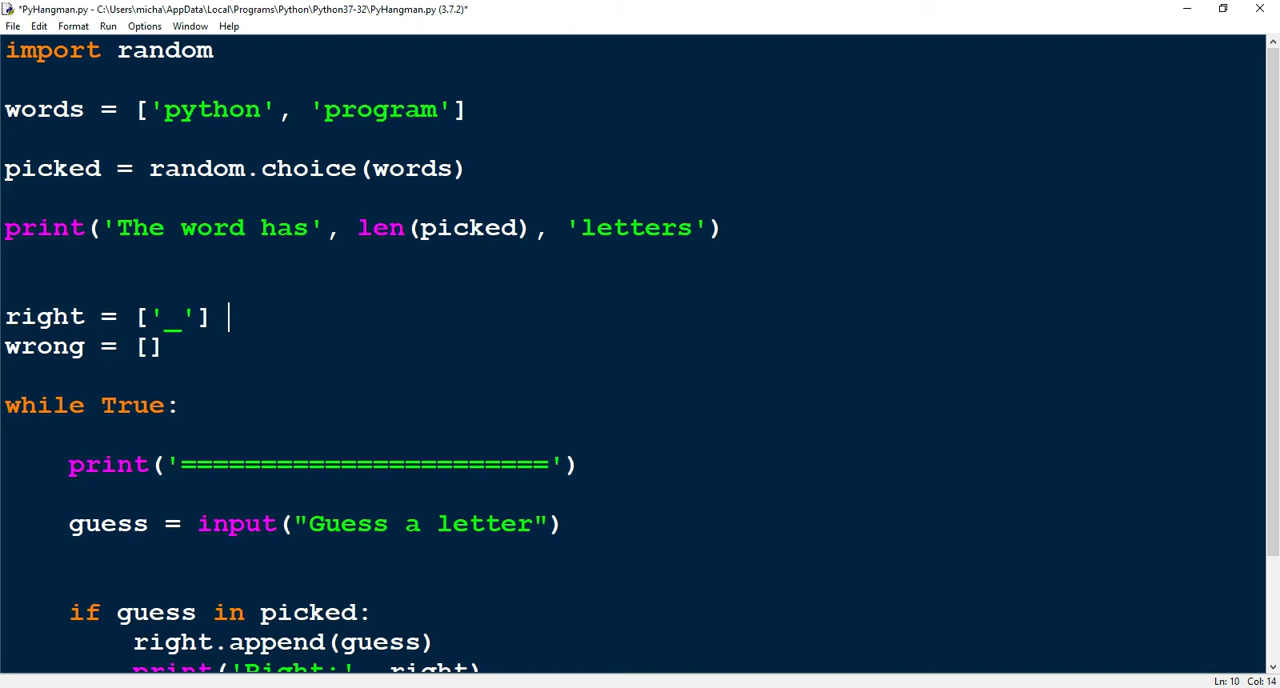 *PyHangman.py - C:\Users\micha\AppData\Local\Programs\Python\Python37-32\PyHangman.py (3.7.2)*
File Edit Format Run Options Window Help
import random
words = ['python', 'program']
picked = random.choice(words)
print('The word has', len(picked), 'letters')
right = ['_']
wrong = []
while True:
print('=======================')
guess = input("Guess a letter")
if guess in picked:
right.append(guess)
print('Right:', right)
Ln: 10 Col: 14